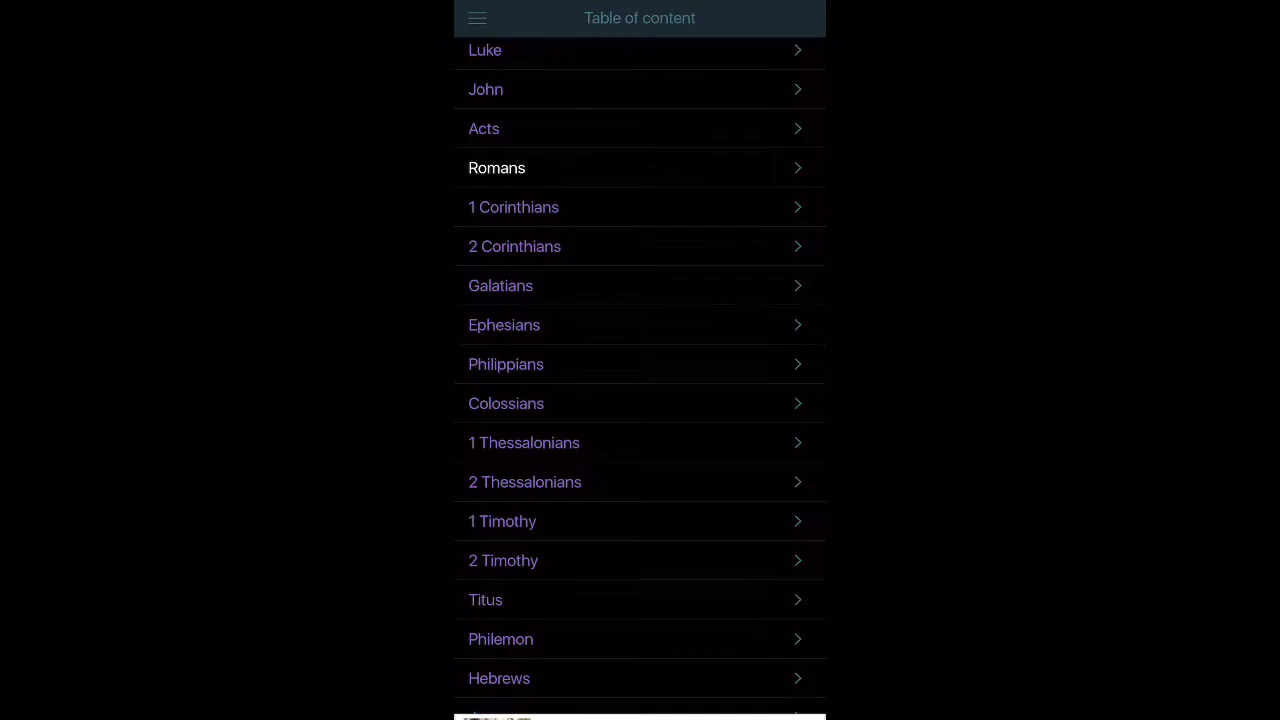 Table of content
Luke
John
Acts
Romans
1 Corinthians
2 Corinthians
Galatians
Ephesians
Philippians
Colossians
1 Thessalonians
2 Thessalonians
1 Timothy
2 Timothy
Titus
Philemon
Hebrews